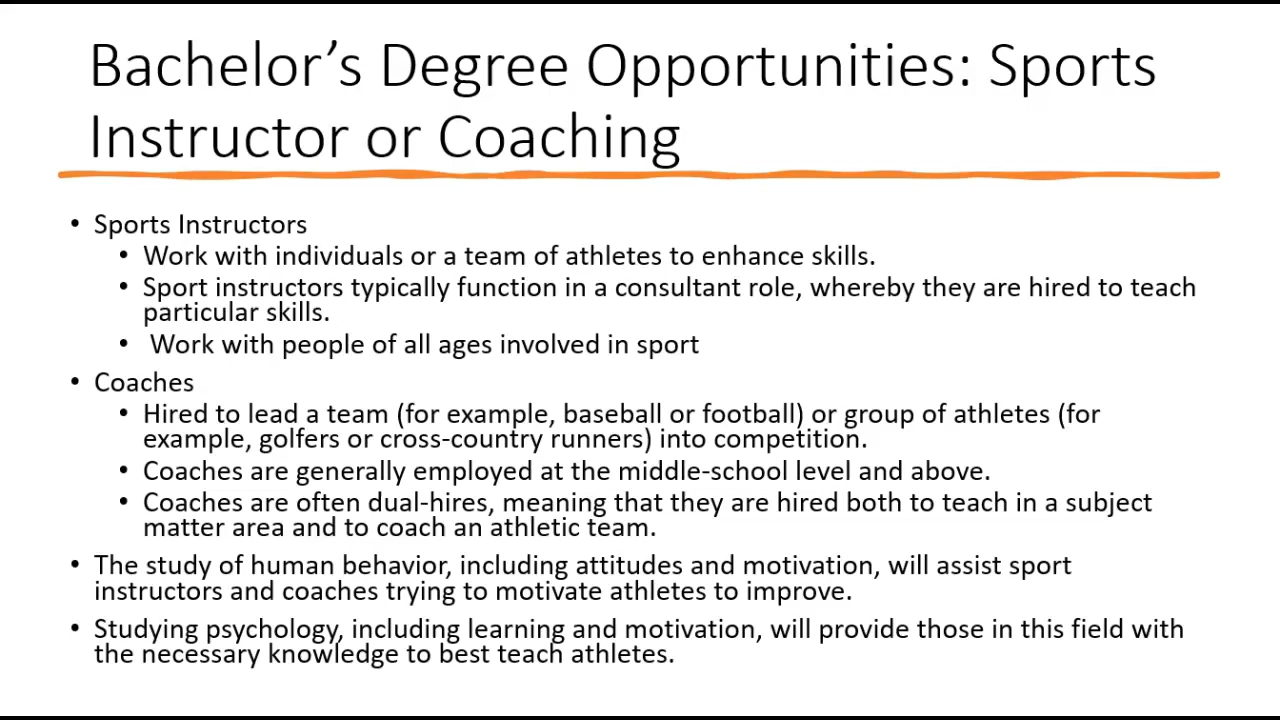 Bachelor’s Degree Opportunities: Sports
Instructor or Coaching
• Sports Instructors
• Work with individuals or a team of athletes to enhance skills.
• Sport instructors typically function in a consultant role, whereby they are hired to teach
particular skills.
• Work with people of all ages involved in sport
• Coaches
• Hired to lead a team (for example, baseball or football) or group of athletes (for
example, golfers or cross-country runners) into competition.
• Coaches are generally employed at the middle-school level and above.
• Coaches are often dual-hires, meaning that they are hired both to teach in a subject
matter area and to coach an athletic team.
• The study of human behavior, including attitudes and motivation, will assist sport
instructors and coaches trying to motivate athletes to improve.
• Studying psychology, including learning and motivation, will provide those in this field with
the necessary knowledge to best teach athletes.